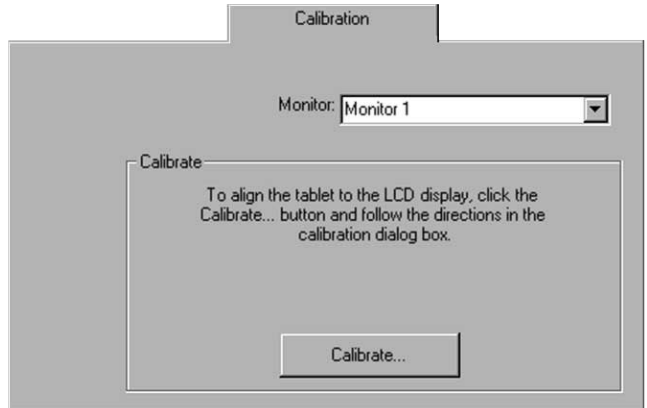 Calibration
Monitor: Monitor 1
Calibrate
To align the tablet to the LCD display, click the
Calibrate... button and follow the directions in the
calibration dialog box.
Calibrate...